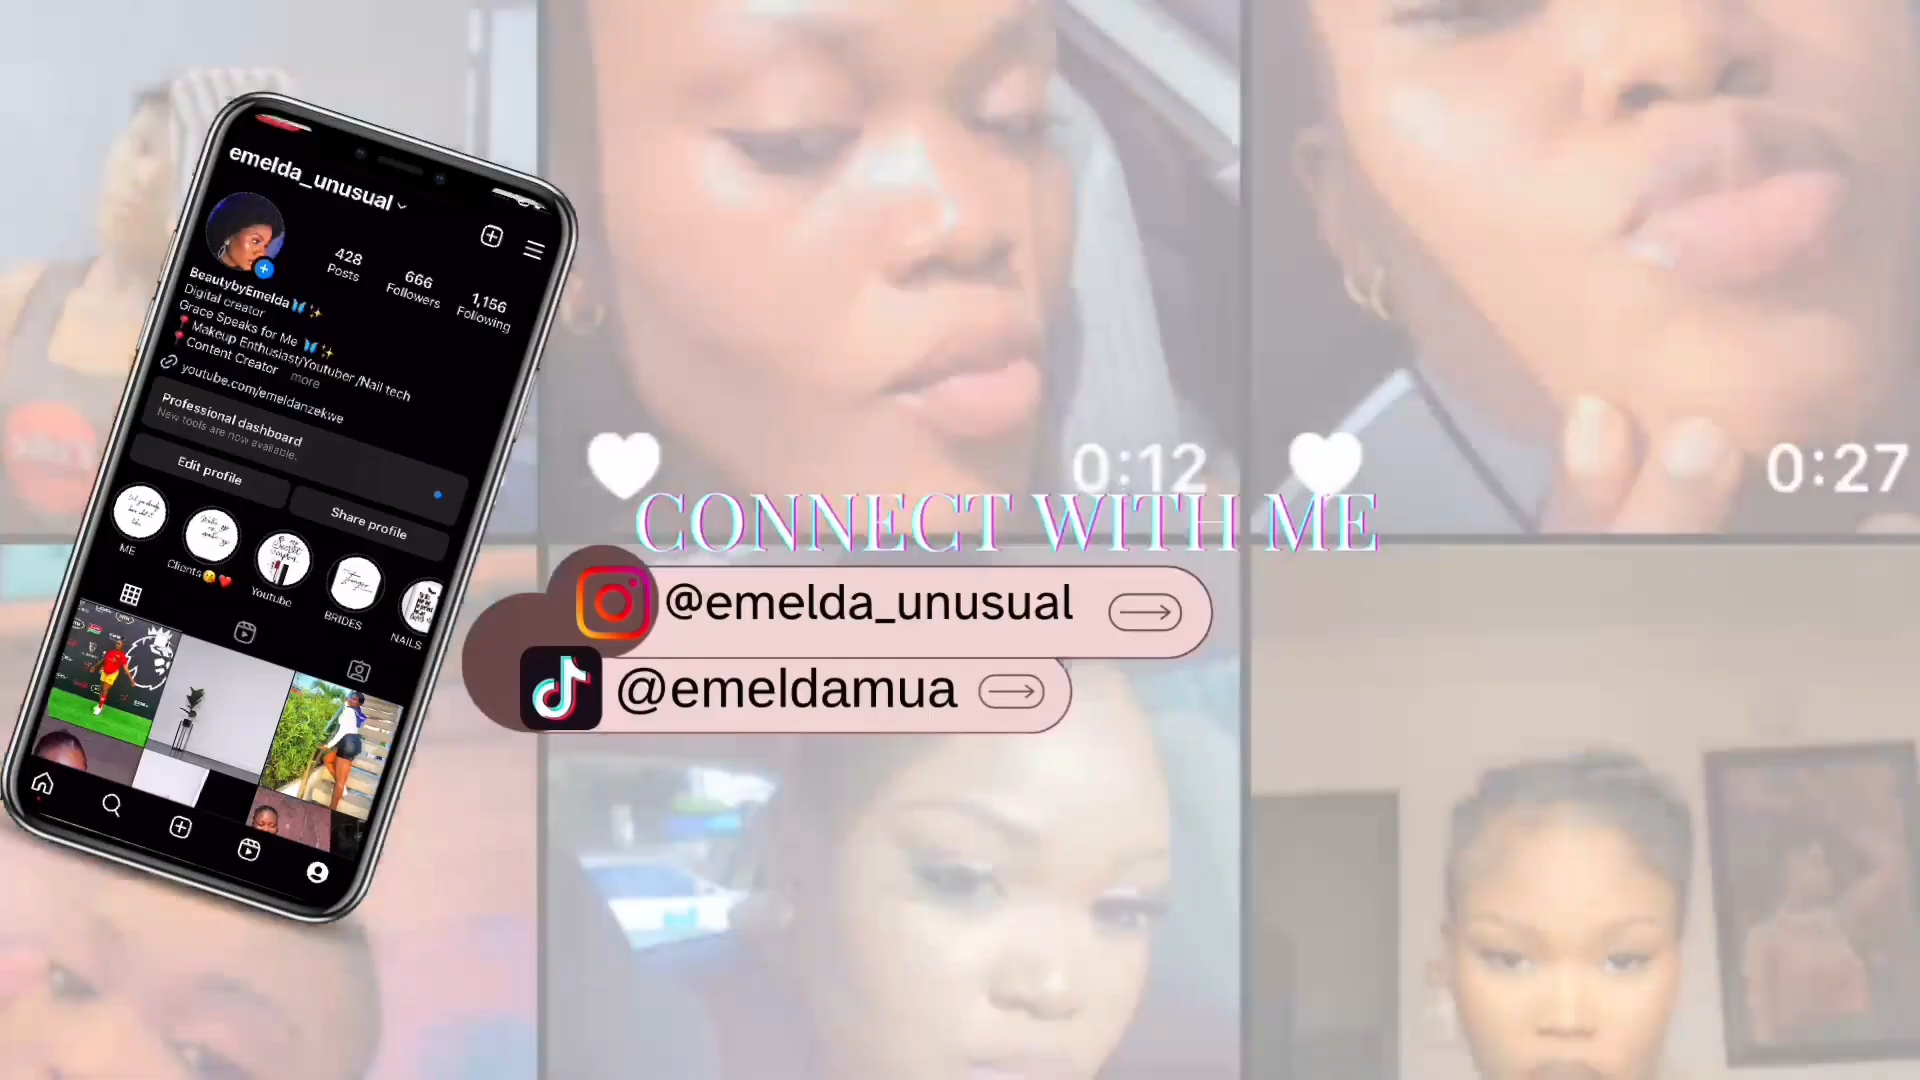 emelda_unusual
428
Posts
666
Followers
1,156
Following
BeautybyEmelda🦋✨
Digital creator
Grace Speaks for Me 🦋✨
📍Makeup Enthusiast/Youtuber /Nail tech
📍Content Creator more
youtube.com/emeldanzekwe
Professional dashboard
New tools are now available.
Edit profile
Share profile
ME
Clients
Youtube
BRIDES
NAILS
0:12
0:27
CONNECT WITH ME
@emelda_unusual
@emeldamua